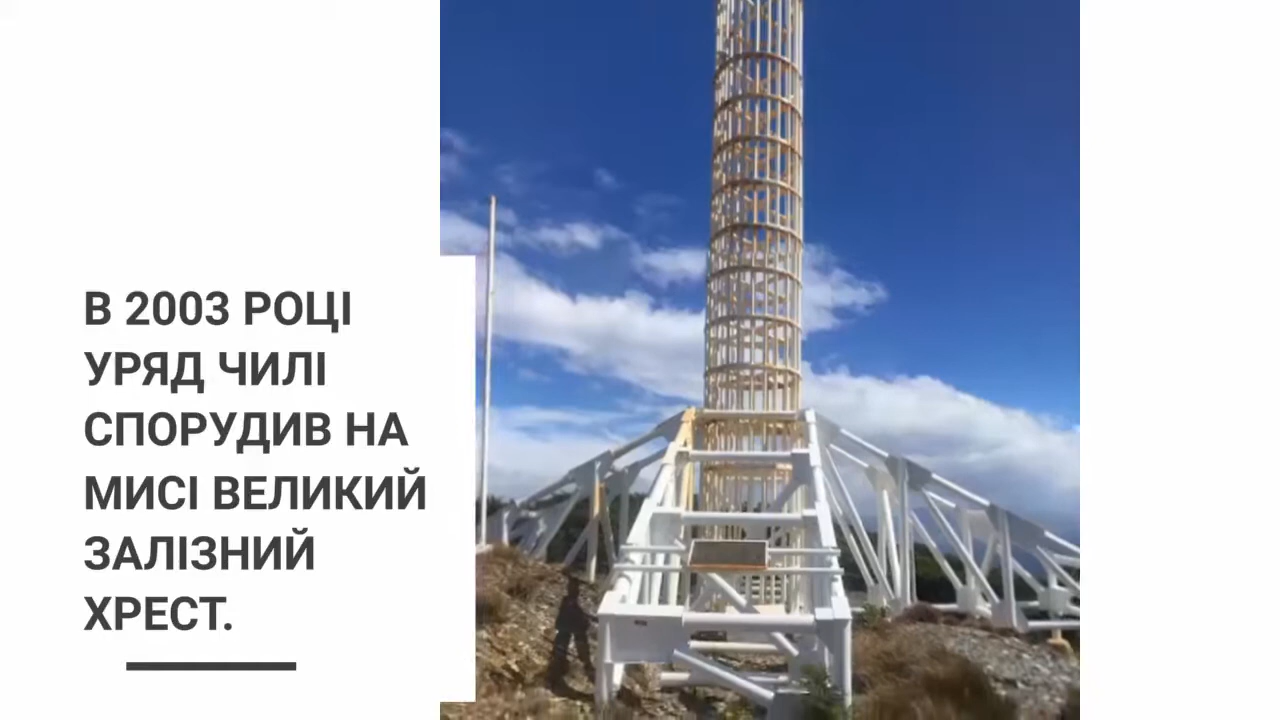 В 2003 РОЦІ
УРЯД ЧИЛІ
СПОРУДИВ НА
МИСІ ВЕЛИКИЙ
ЗАЛІЗНИЙ
ХРЕСТ.